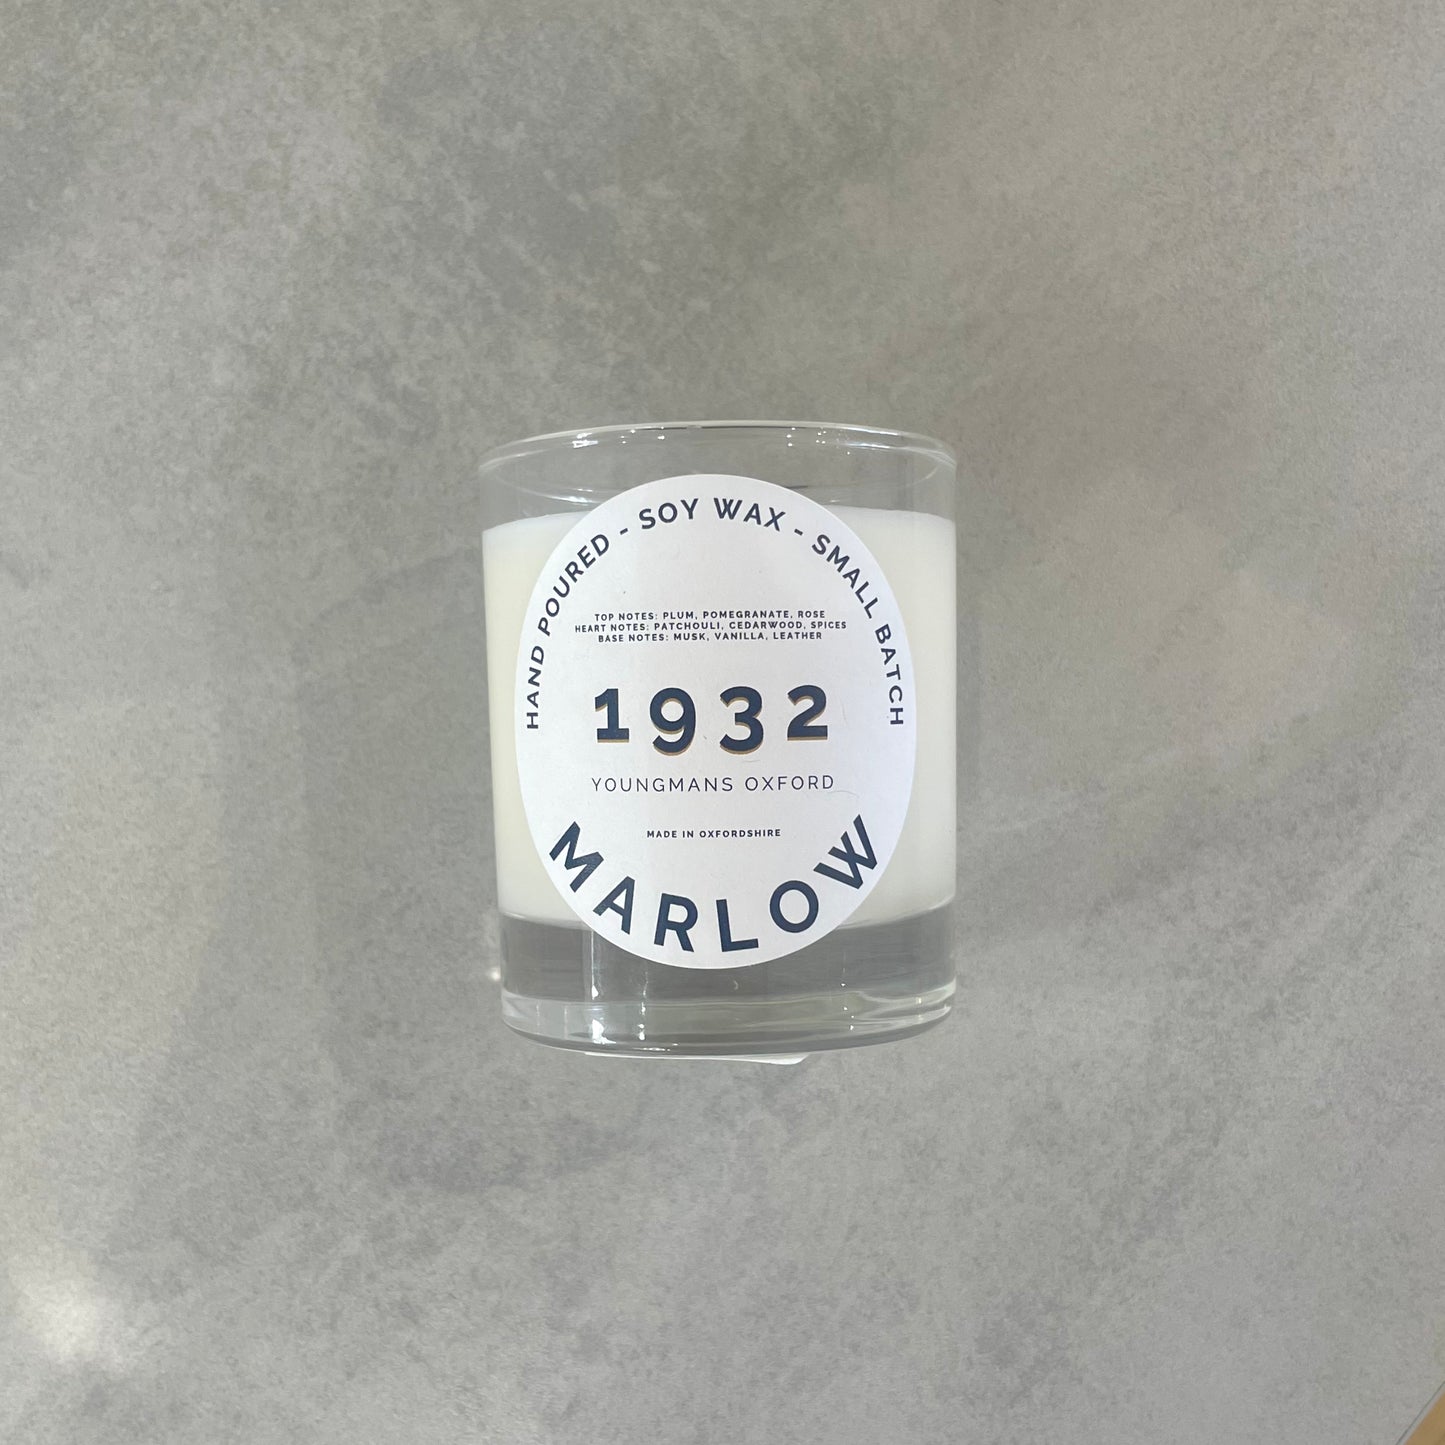 HAND POURED - SOY WAX - SMALL BATCH
TOP NOTES: PLUM, POMEGRANATE, ROSE
HEART NOTES: PATCHOULI, CEDARWOOD, SPICES
BASE NOTES: MUSK, VANILLA, LEATHER
1932
YOUNGMANS OXFORD
MADE IN OXFORDSHIRE
MARLOW